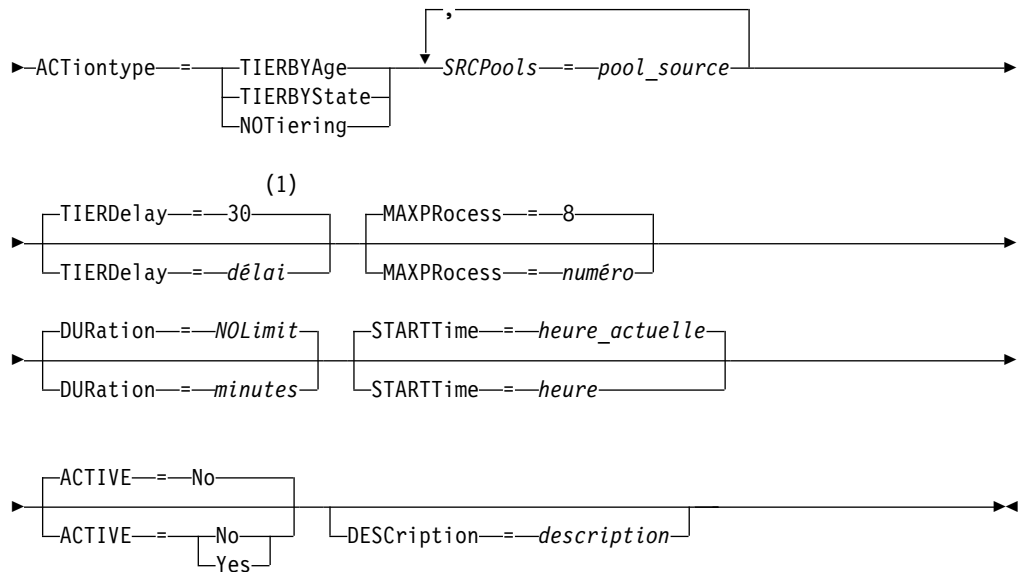 ,
ACTiontype = TIERBYAge SRCPools = pool_source
TIERBYState
NOTiering
(1)
TIERDelay = 30 MAXPRocess = 8
TIERDelay = délai MAXPRocess = numéro
DURation = NOLimit STARTTime = heure_actuelle
DURation = minutes STARTTime = heure
ACTIVE = No
ACTIVE = No DESCription = description
Yes